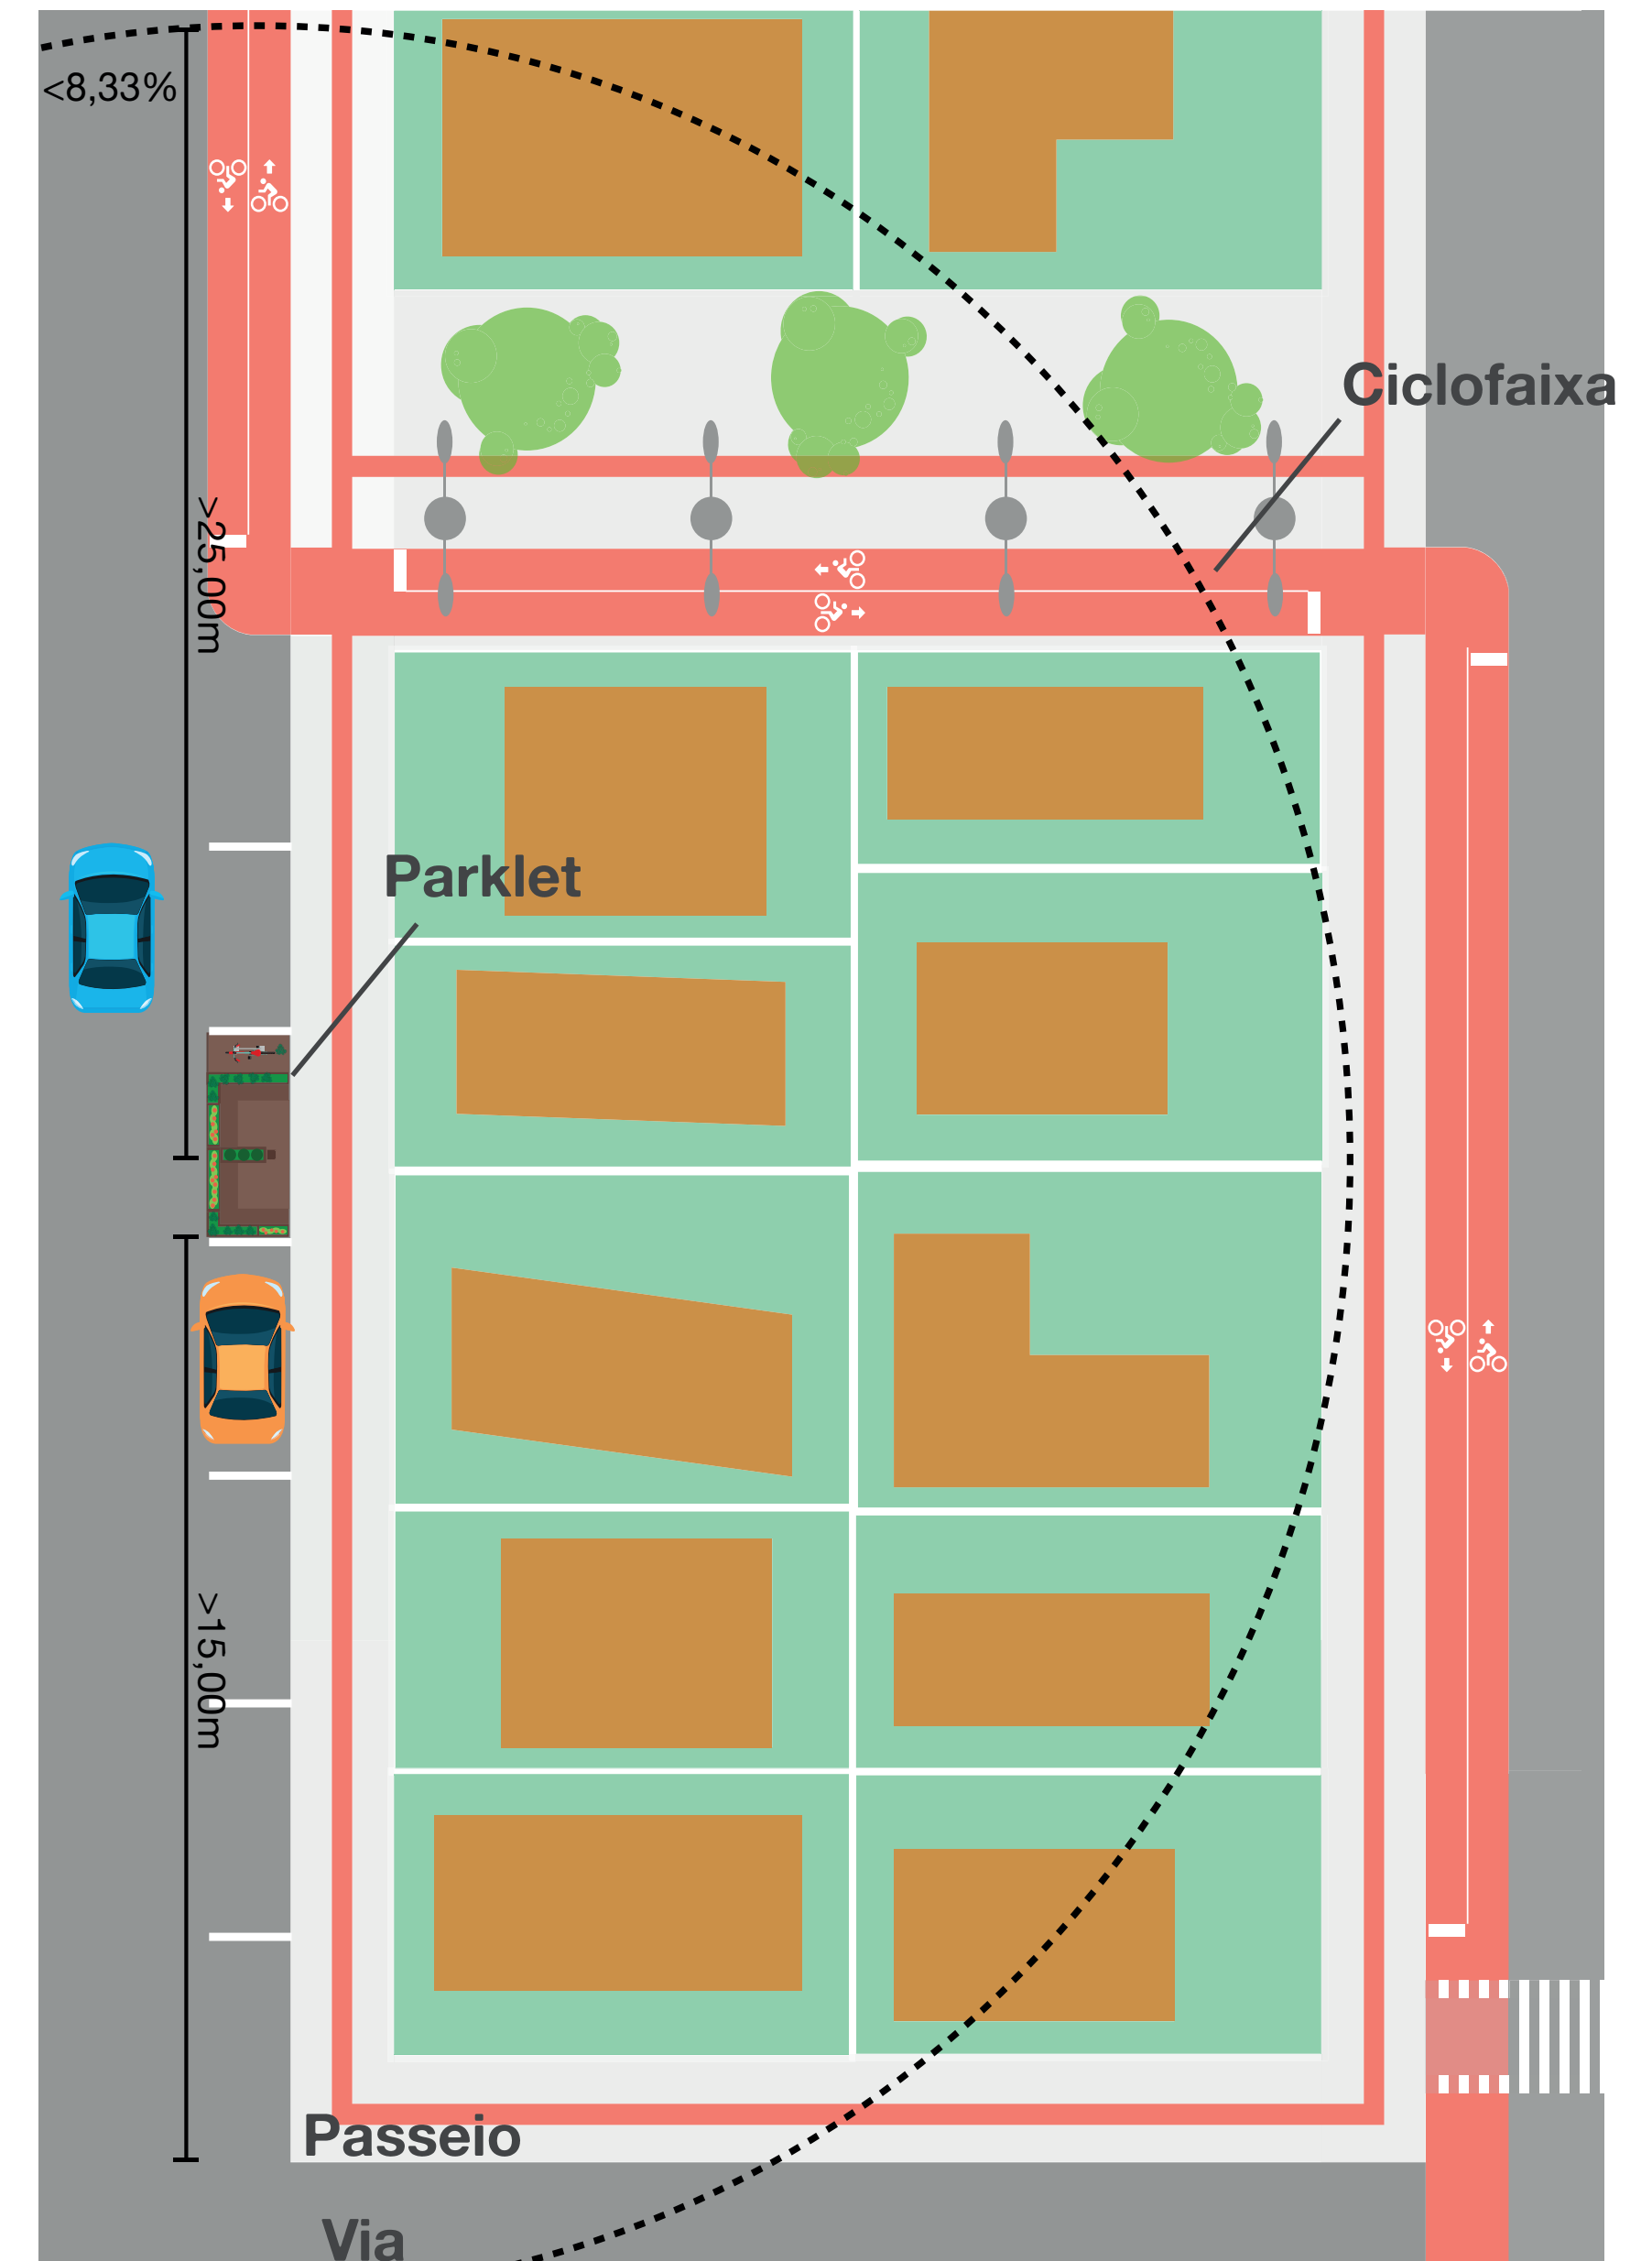 <8,33%
Ciclofaixa
>25,00m
Parklet
>15,00m
Passeio
Via